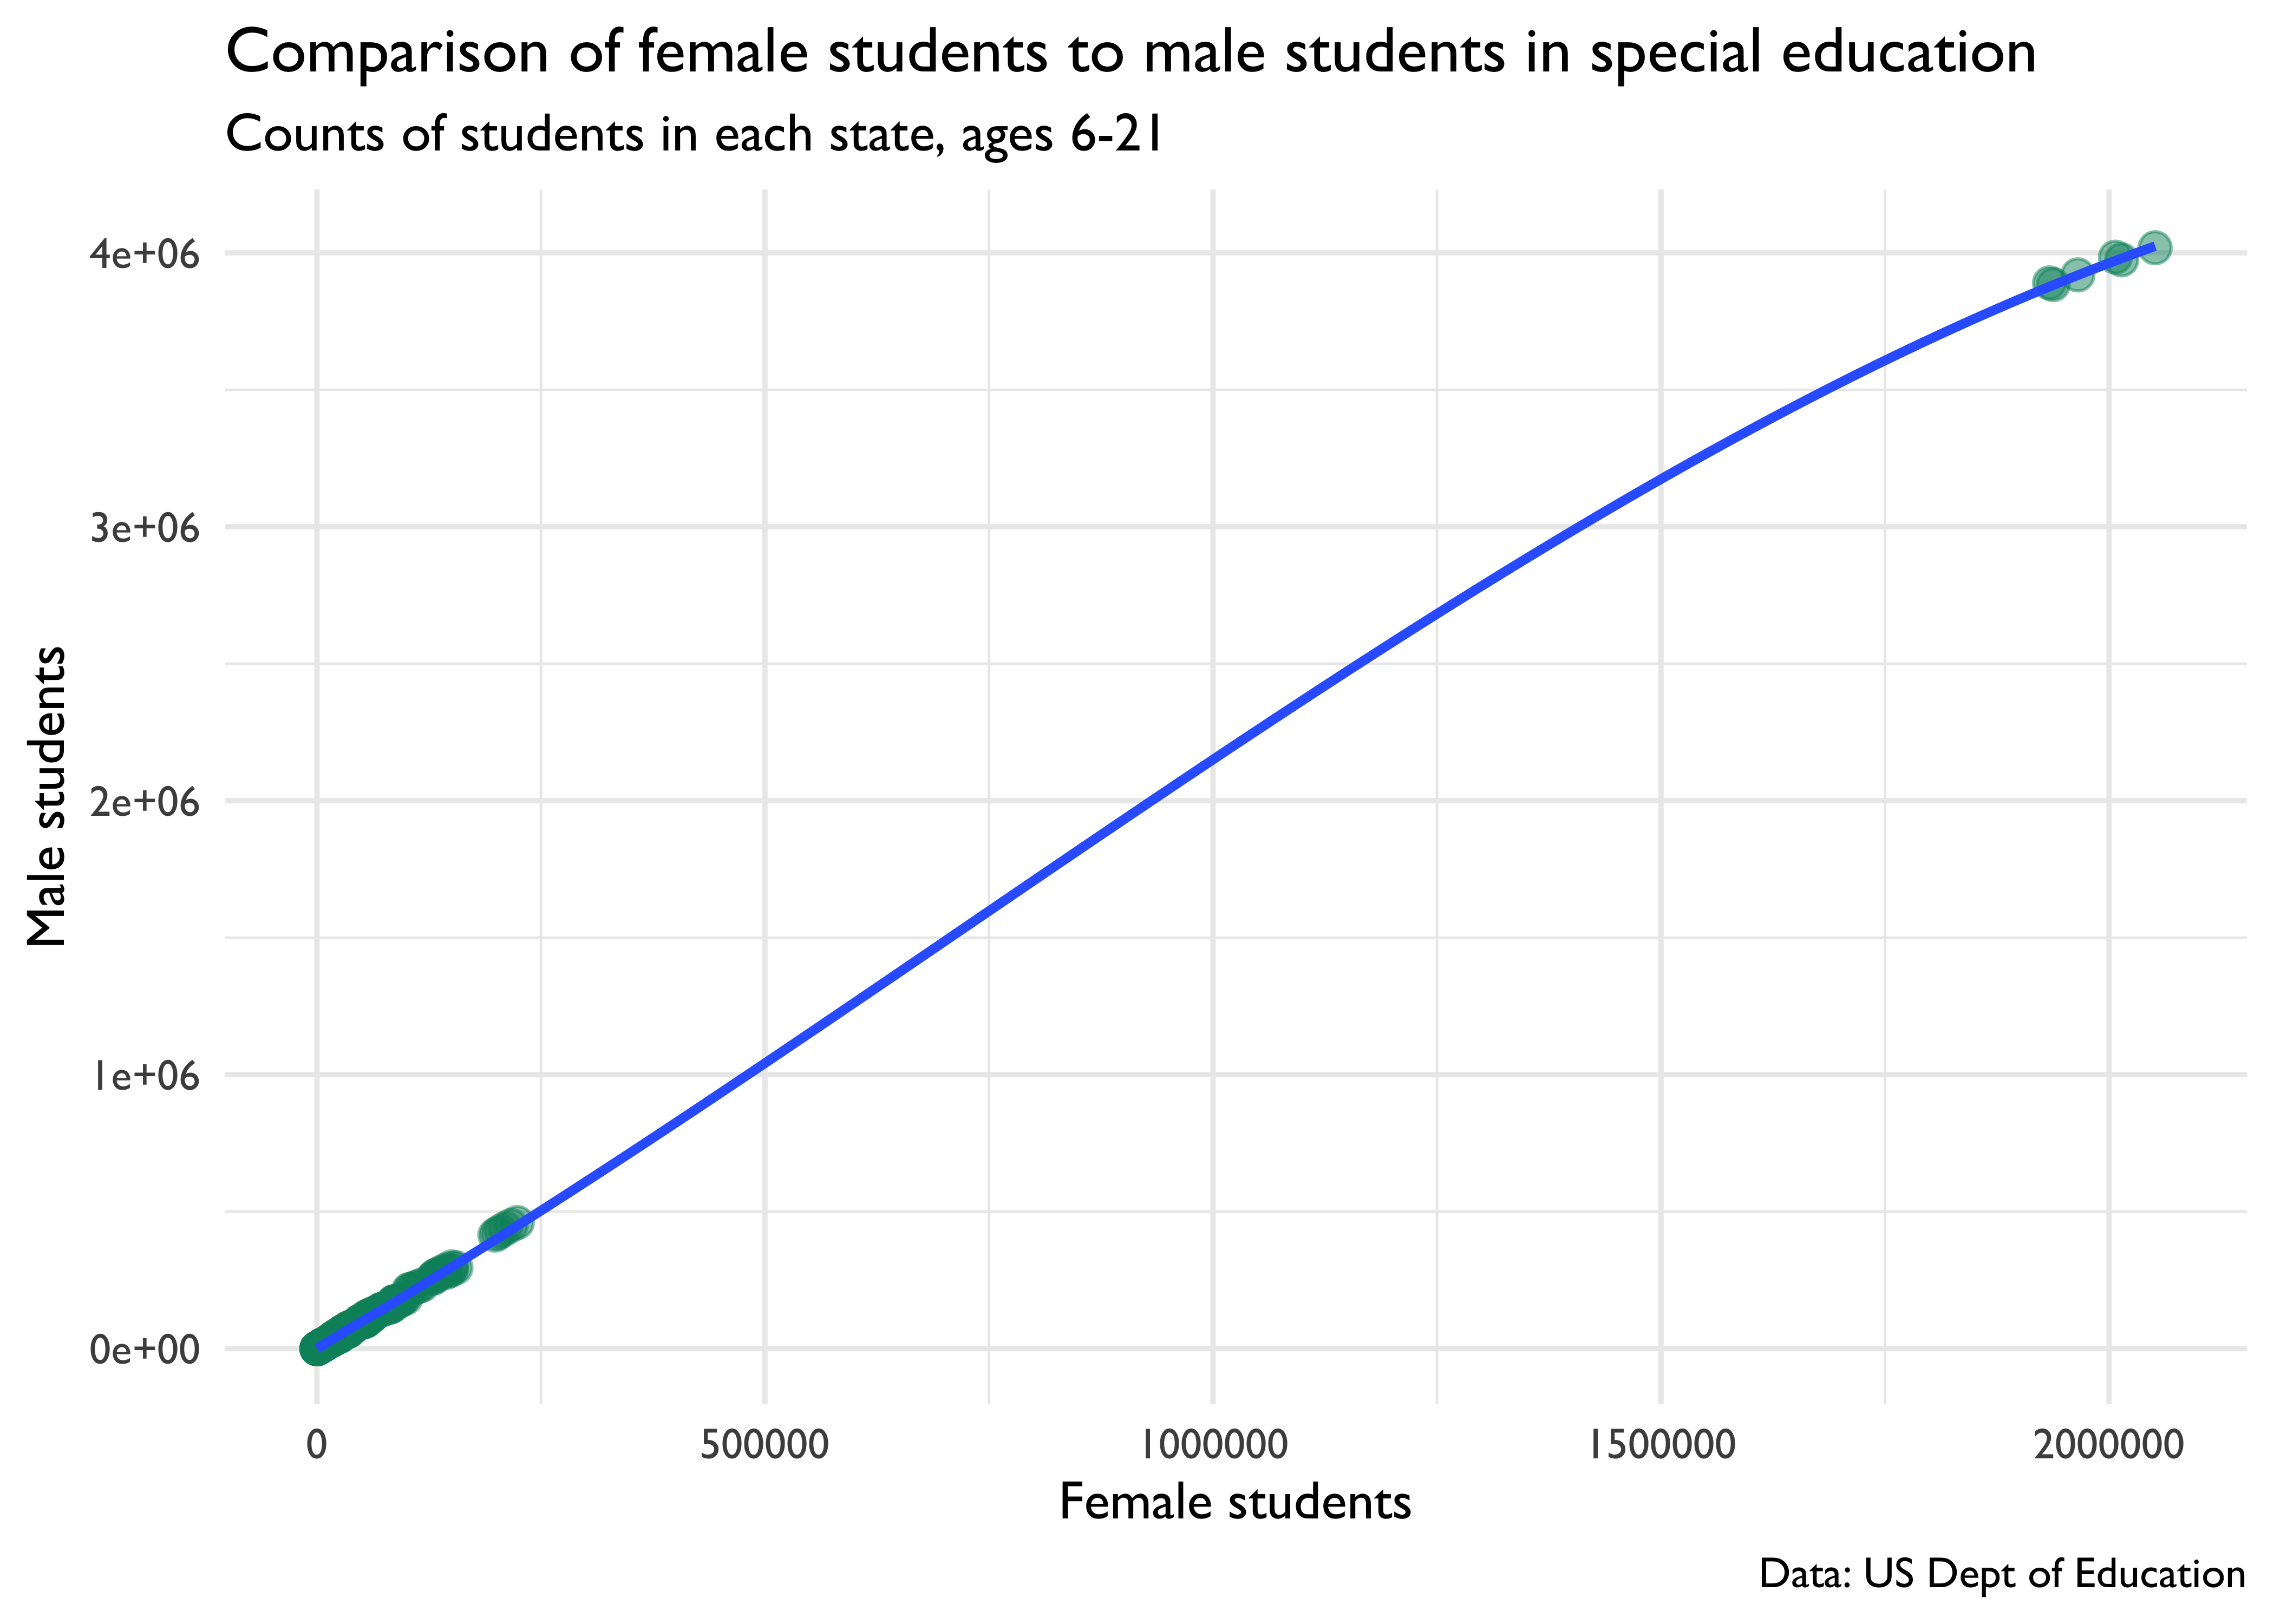 Comparison of female students to male students in special education
Counts of students in each state, ages 6-21
4e+06
3e+06
2e+06
1e+06
0e+00
Male students
0 500000 1000000 1500000 2000000
Female students
Data: US Dept of Education